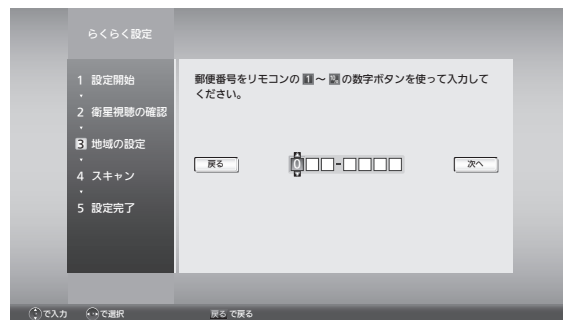 らくらく設定
1 設定開始
2 衛星視聴の確認
3 地域の設定
4 スキャン
5 設定完了
郵便番号をリモコンの 1 ~ の数字ボタンを使って入力して
ください。
戻る
0 -
次へ
で入力 で選択 戻る で戻る